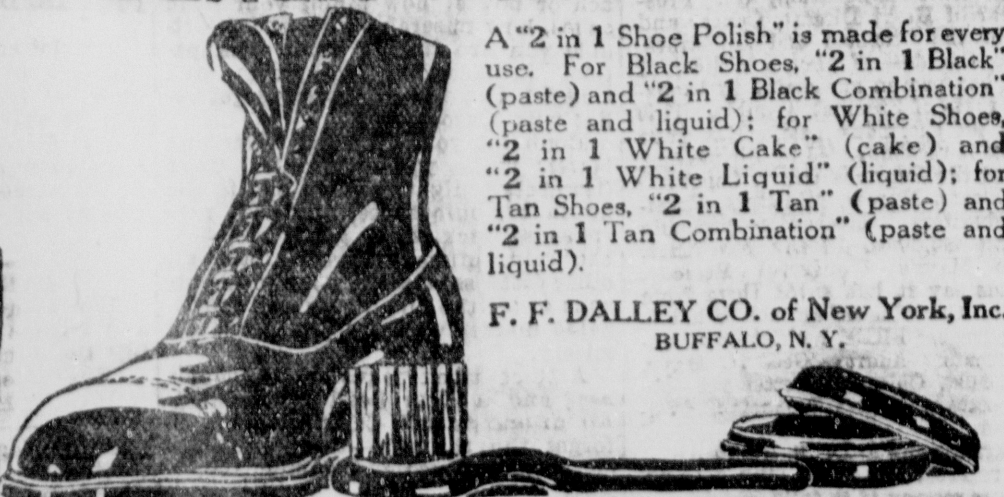 A "2 in 1 Shoe Polish" is made for every
use. For Black Shoes, "2 in 1 Black"
(paste) and "2 in 1 Black Combination"
(paste and liquid); for White Shoes,
"2 in 1 White Cake" (cake) and
"2 in 1 White Liquid" (liquid); for
Tan Shoes, "2 in 1 Tan" (paste) and
"2 in 1 Tan Combination" (paste and
liquid).
F. F. DALLEY CO. of New York, Inc.
BUFFALO, N. Y.